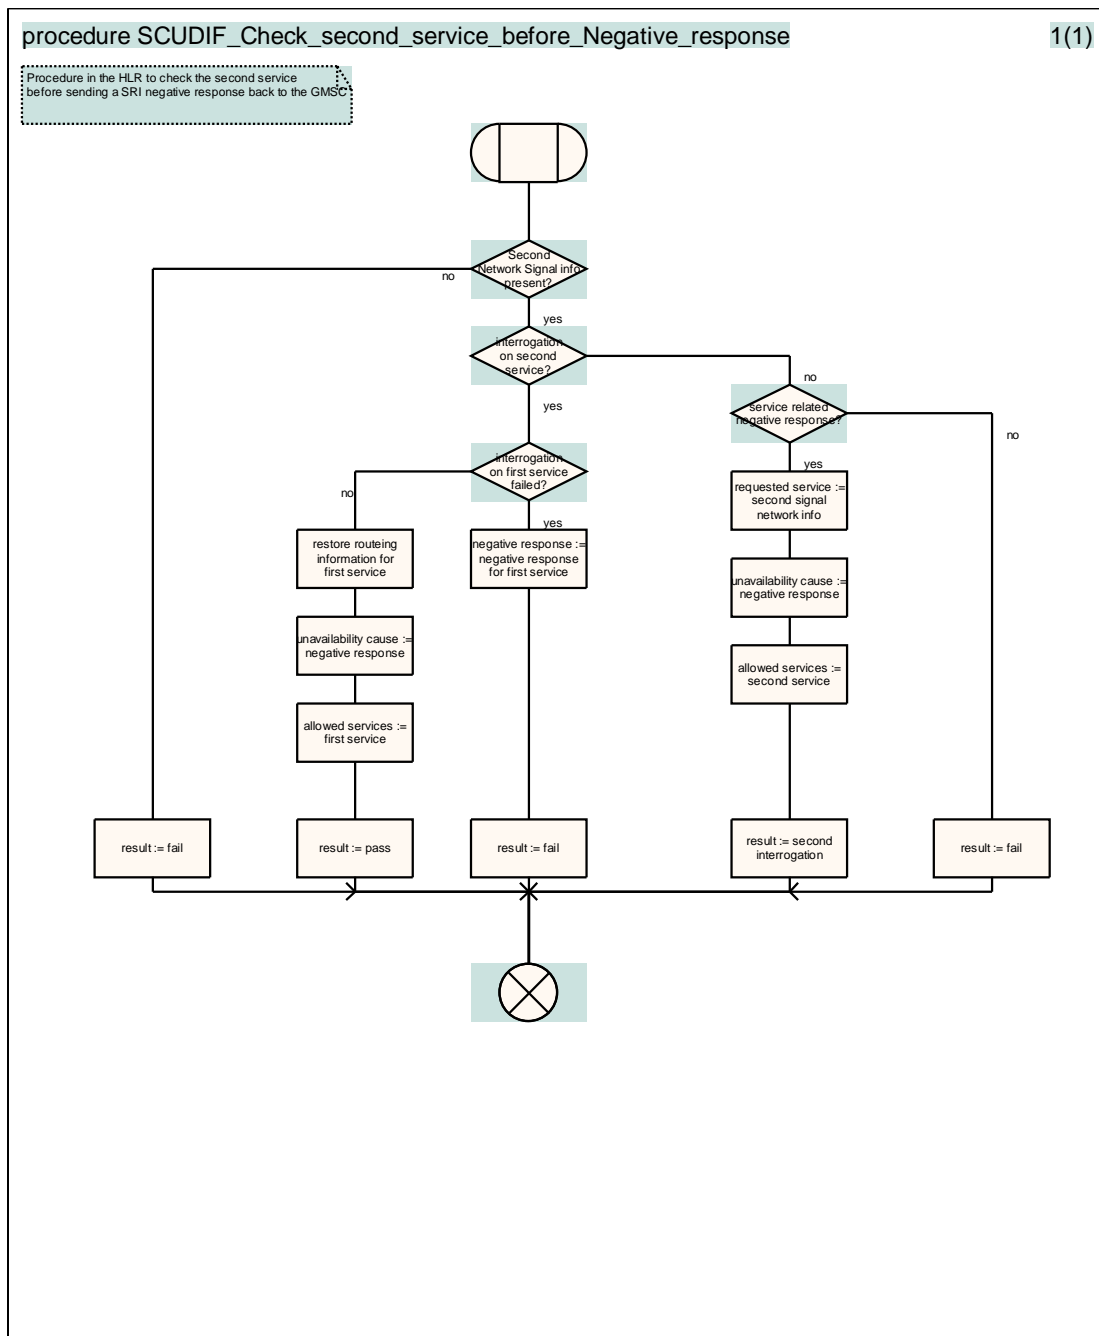 procedure SCUDIF_Check_second_service_before_Negative_response
1(1)
Procedure in the HLR to check the second service
before sending a SRI negative response back to the GMSC
Second
Network Signal info
present?
no
yes
interrogation
on second
service?
no
yes
service related
negative response?
no
yes
interrogation
on first service
failed?
no
yes
requested service :=
second signal
network info
restore routeing
information for
first service
negative response :=
negative response
for first service
unavailability cause :=
negative response
unavailability cause :=
negative response
allowed services :=
second service
allowed services :=
first service
result := fail
result := pass
result := fail
result := second
interrogation
result := fail